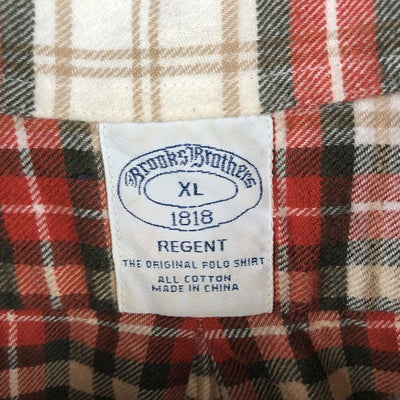 Brooks Brothers
XL
1818
REGENT
THE ORIGINAL POLO SHIRT
ALL COTTON
MADE IN CHINA